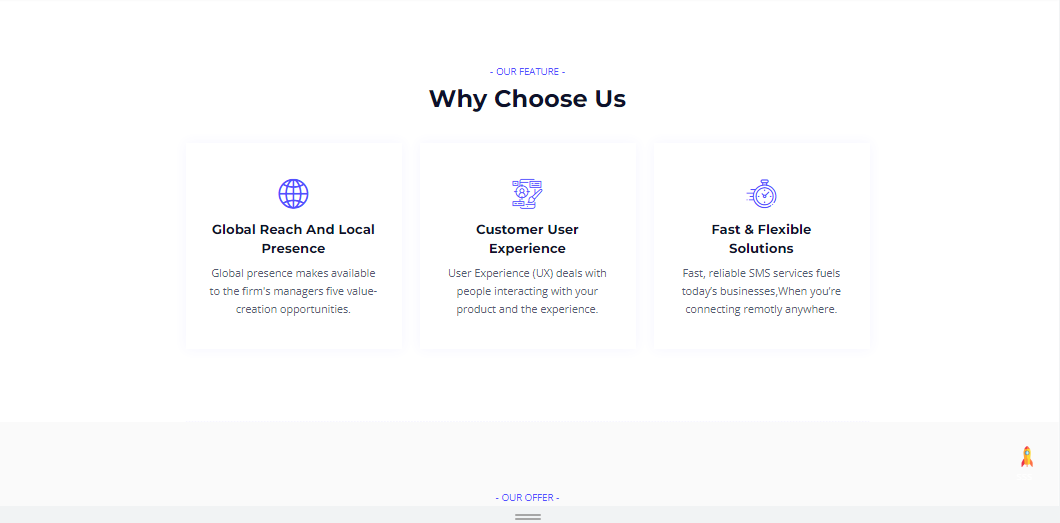 - OUR FEATURE -
Why Choose Us
Global Reach And Local
Presence
Global presence makes available
to the firm's managers five value-
creation opportunities.
Customer User
Experience
User Experience (UX) deals with
people interacting with your
product and the experience.
Fast & Flexible
Solutions
Fast, reliable SMS services fuels
today's businesses,When you're
connecting remotly anywhere.
- OUR OFFER -